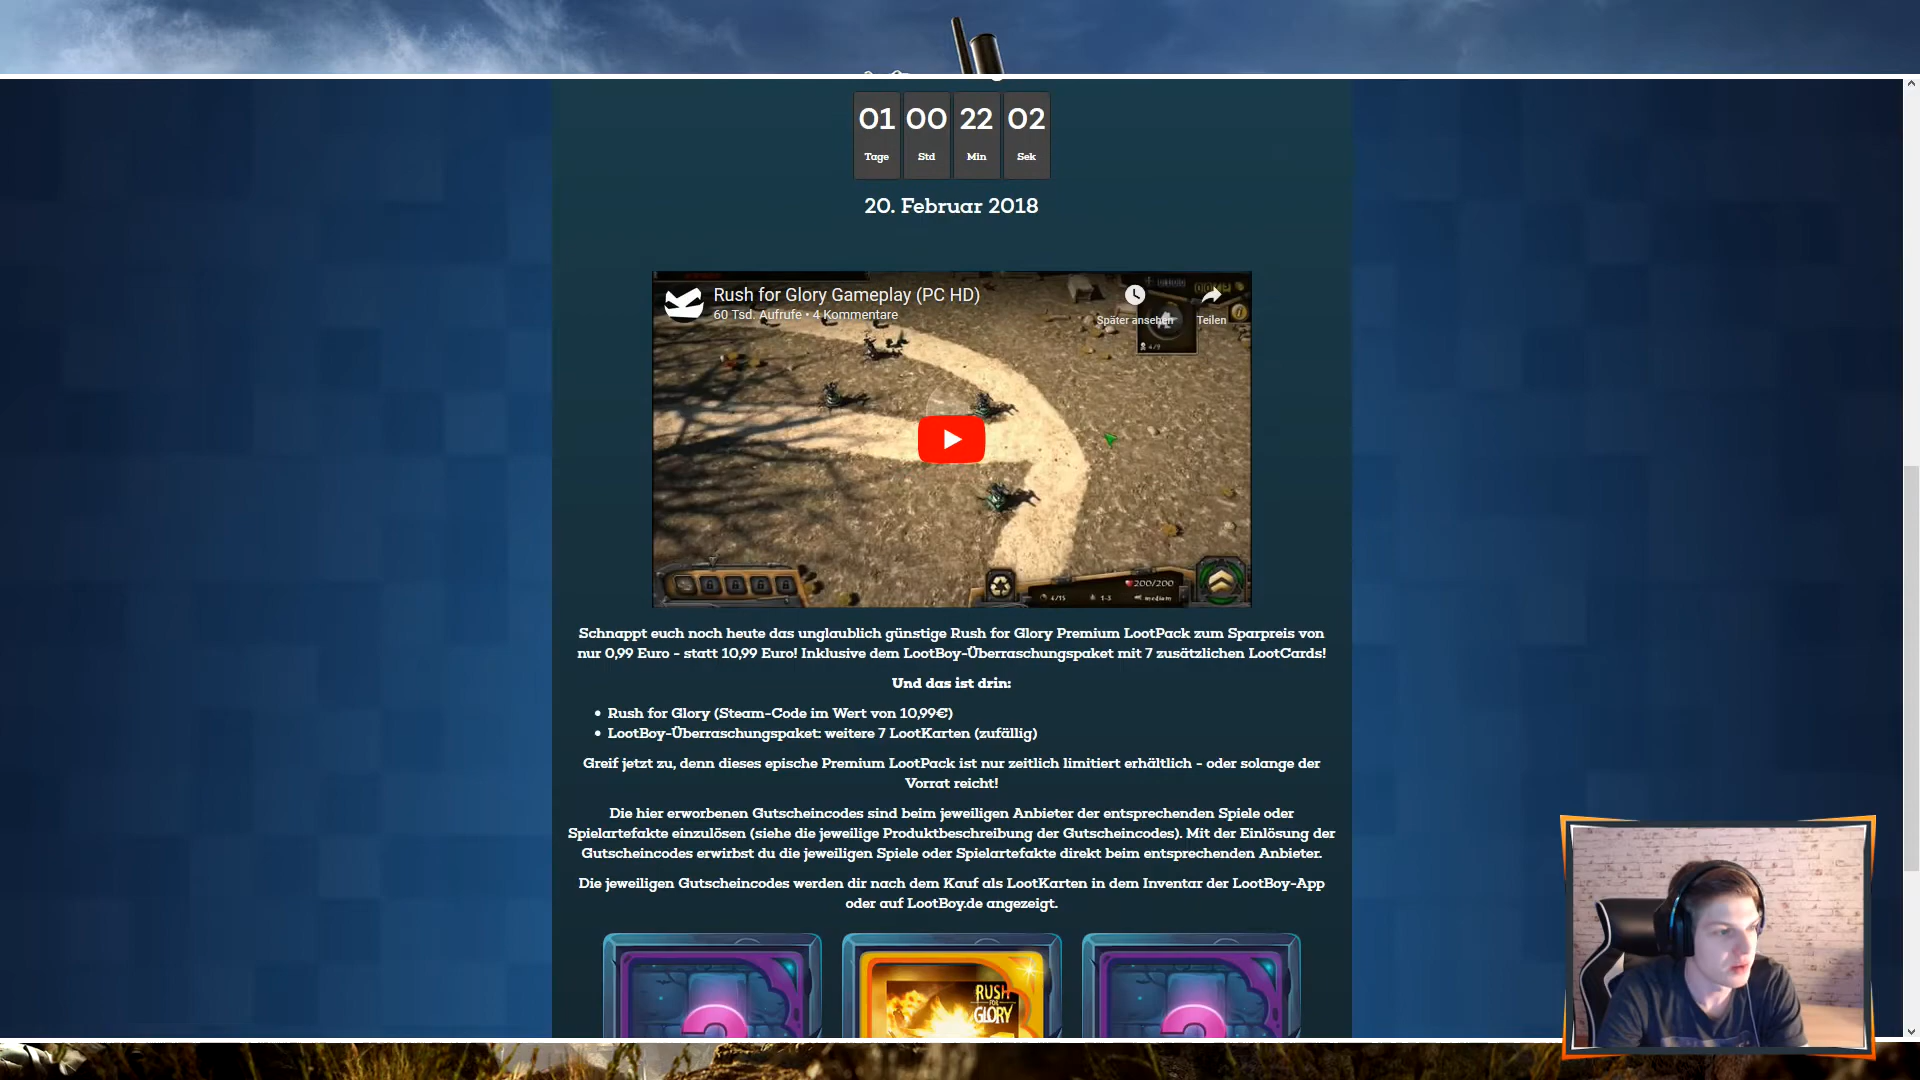 01 00 22 02
Tage Std Min Sek
20. Februar 2018
Rush for Glory Gameplay (PC HD)
60 Tsd. Aufrufe • 4 Kommentare
Später ansehen
Teilen
4/9
200/200
4/15 1-3 medium
Schnappt euch noch heute das unglaublich günstige Rush for Glory Premium LootPack zum Sparpreis von
nur 0,99 Euro - statt 10,99 Euro! Inklusive dem LootBoy-Überraschungspaket mit 7 zusätzlichen LootCards!
Und das ist drin:
• Rush for Glory (Steam-Code im Wert von 10,99€)
• LootBoy-Überraschungspaket: weitere 7 LootKarten (zufällig)
Greif jetzt zu, denn dieses epische Premium LootPack ist nur zeitlich limitiert erhältlich - oder solange der
Vorrat reicht!
Die hier erworbenen Gutscheincodes sind beim jeweiligen Anbieter der entsprechenden Spiele oder
Spielartefakte einzulösen (siehe die jeweilige Produktbeschreibung der Gutscheincodes). Mit der Einlösung der
Gutscheincodes erwirbst du die jeweiligen Spiele oder Spielartefakte direkt beim entsprechenden Anbieter.
Die jeweiligen Gutscheincodes werden dir nach dem Kauf als LootKarten in dem Inventar der LootBoy-App
oder auf LootBoy.de angezeigt.
RUSH
FOR
GLORY